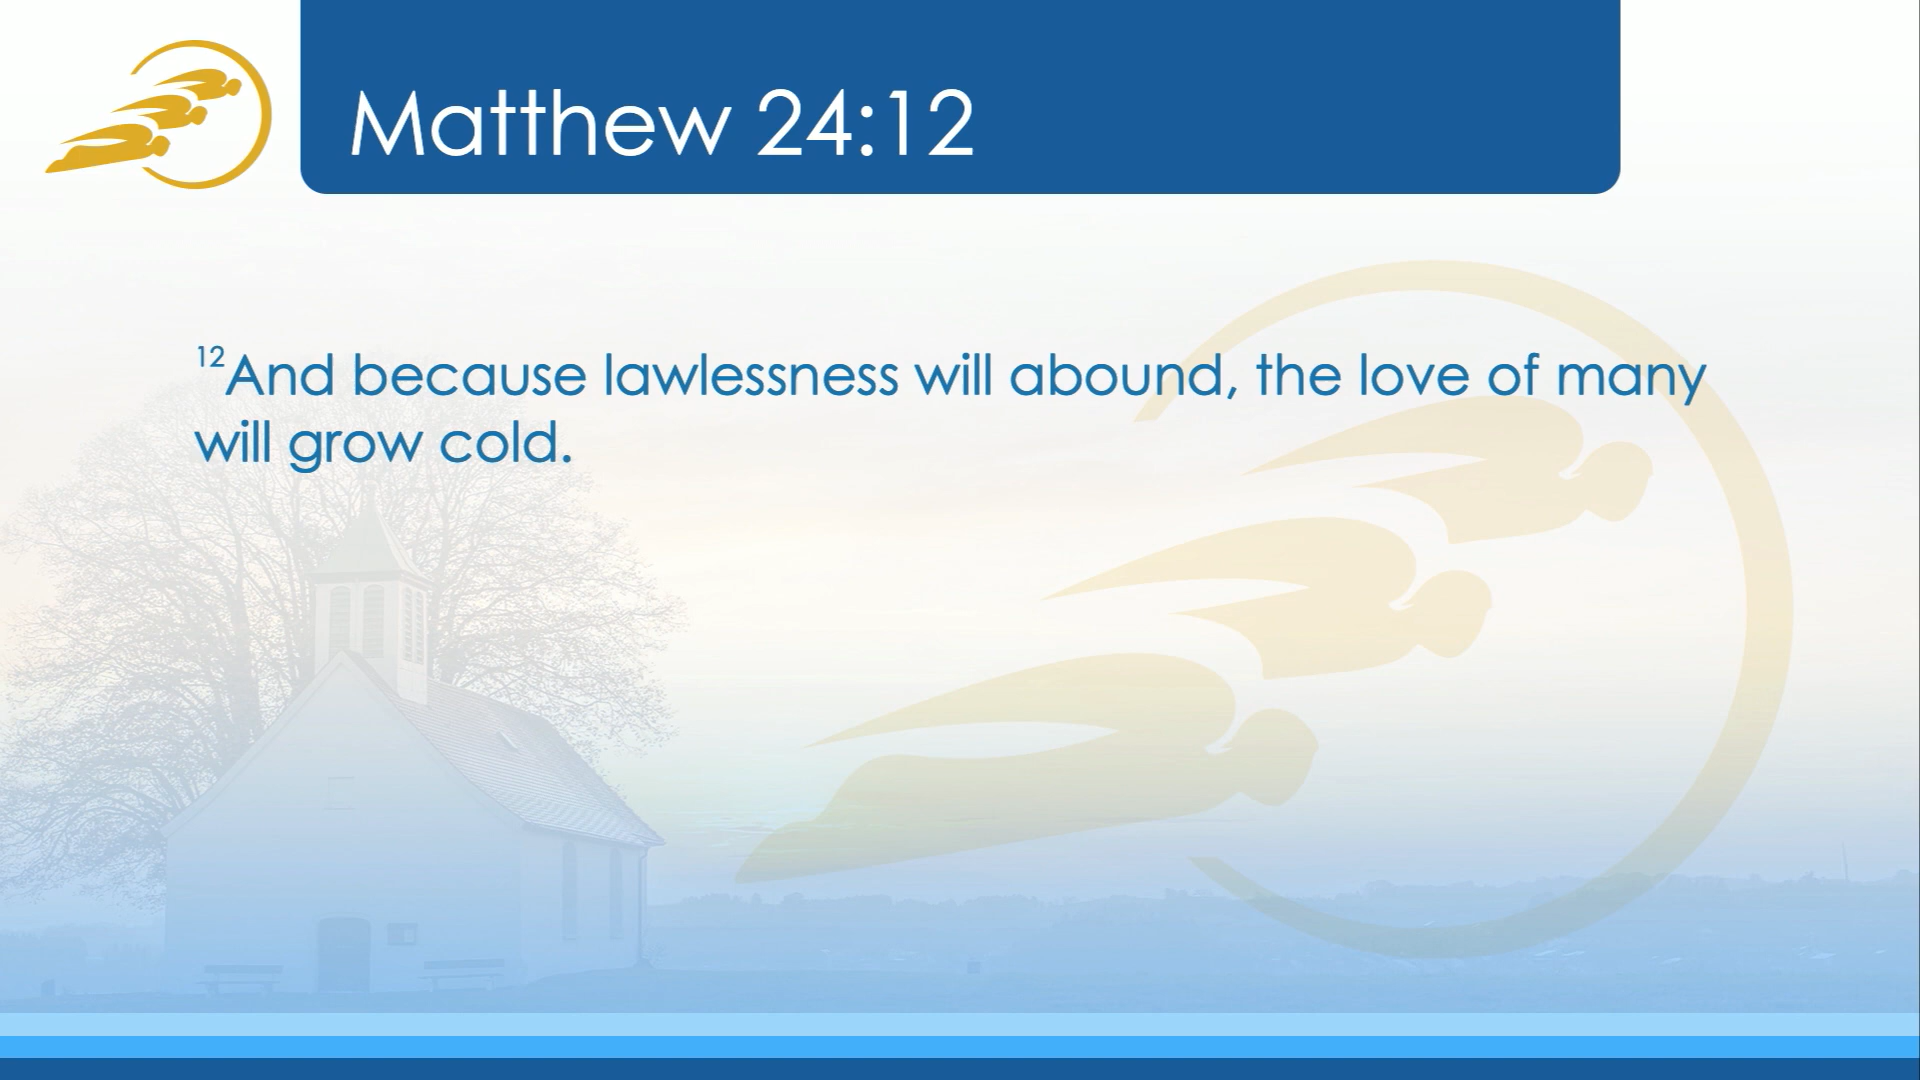 Matthew 24:12
12And because lawlessness will abound, the love of many
will grow cold.